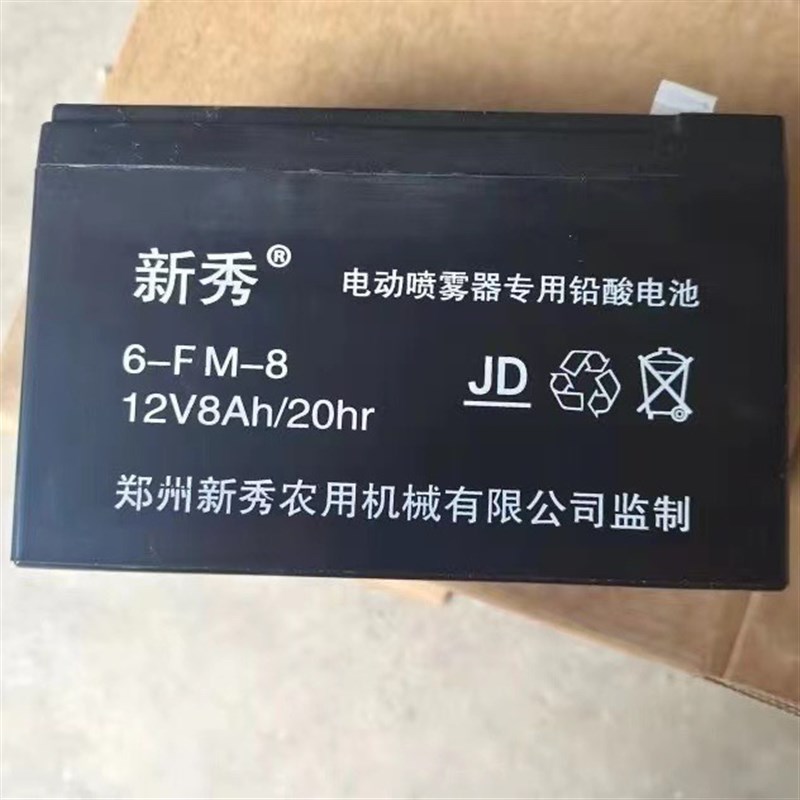 新秀®
电动喷雾器专用铅酸电池
6-FM-8
12V8Ah/20hr
JD
郑州新秀农用机械有限公司监制